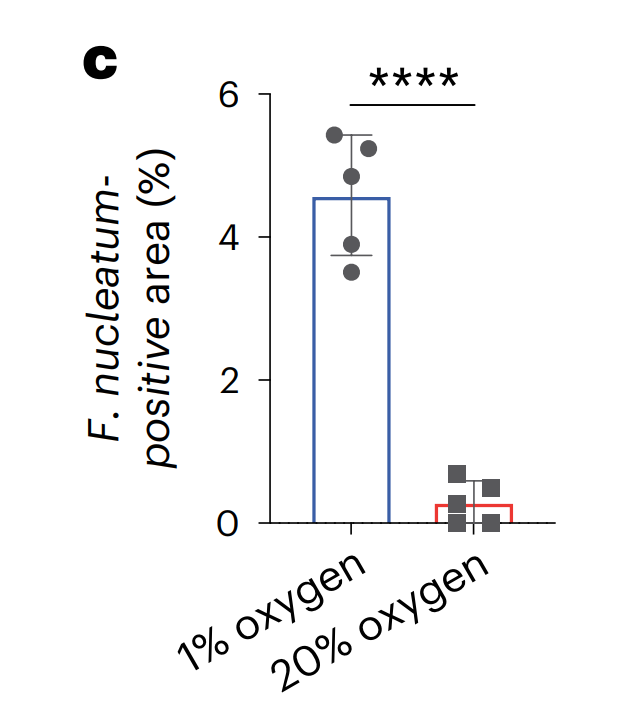 c
****
F. nucleatum-
positive area (%)
6
4
2
0
1% oxygen
20% oxygen